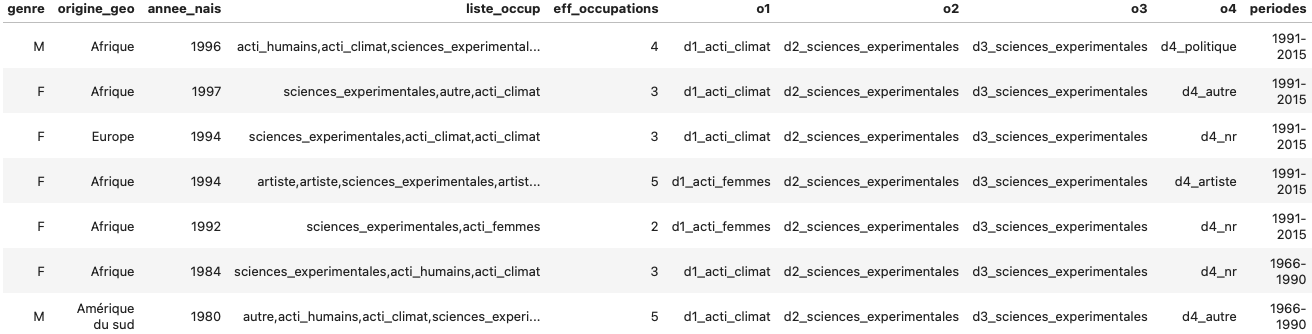 genre origine_geo annee_nais liste_occup eff_occupations o1 o2 o3 o4 periodes
M Afrique 1996 acti_humains,acti_climat,sciences_experimental... 4 d1_acti_climat d2_sciences_experimentales d3_sciences_experimentales d4_politique 1991-
2015
F Afrique 1997 sciences_experimentales,autre,acti_climat 3 d1_acti_climat d2_sciences_experimentales d3_sciences_experimentales d4_autre 1991-
2015
F Europe 1994 sciences_experimentales,acti_climat,acti_climat 3 d1_acti_climat d2_sciences_experimentales d3_sciences_experimentales d4_nr 1991-
2015
F Afrique 1994 artiste,artiste,sciences_experimentales,artist... 5 d1_acti_femmes d2_sciences_experimentales d3_sciences_experimentales d4_artiste 1991-
2015
F Afrique 1992 sciences_experimentales,acti_femmes 2 d1_acti_femmes d2_sciences_experimentales d3_sciences_experimentales d4_nr 1991-
2015
F Afrique 1984 sciences_experimentales,acti_humains,acti_climat 3 d1_acti_climat d2_sciences_experimentales d3_sciences_experimentales d4_nr 1966-
1990
M Amérique
du sud 1980 autre,acti_humains,acti_climat,sciences_experi... 5 d1_acti_climat d2_sciences_experimentales d3_sciences_experimentales d4_autre 1966-
1990